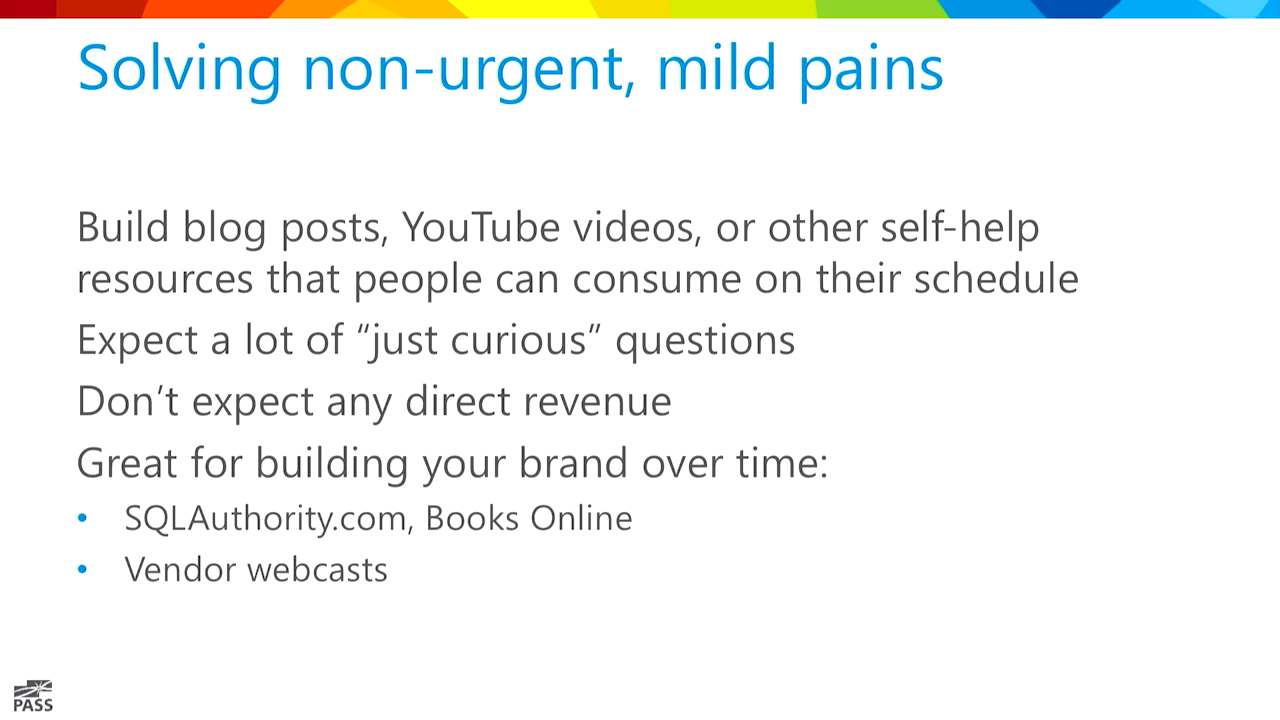 Solving non-urgent, mild pains
Build blog posts, YouTube videos, or other self-help
resources that people can consume on their schedule
Expect a lot of “just curious” questions
Don’t expect any direct revenue
Great for building your brand over time:
• SQLAuthority.com, Books Online
• Vendor webcasts
PASS